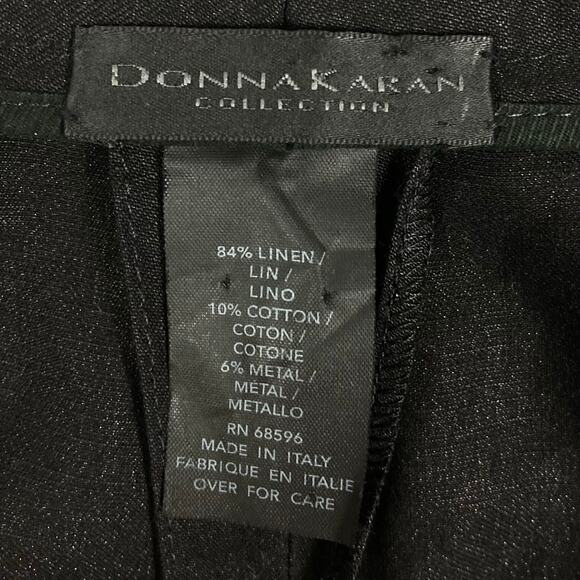 DONNAKARAN
COLLECTION
84% LINEN /
LIN /
LINO
10% COTTON /
COTON /
COTONE
6% METAL /
MÉTAL /
METALLO
RN 68596
MADE IN ITALY
FABRIQUE EN ITALIE
OVER FOR CARE